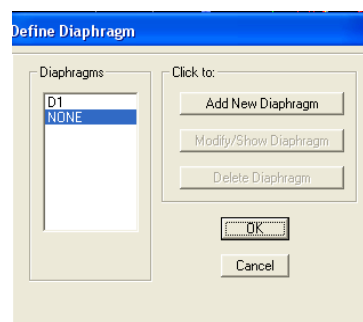 Define Diaphragm
Diaphragms
D1
NONE
Click to:
Add New Diaphragm
Modify/Show Diaphragm
Delete Diaphragm
OK
Cancel